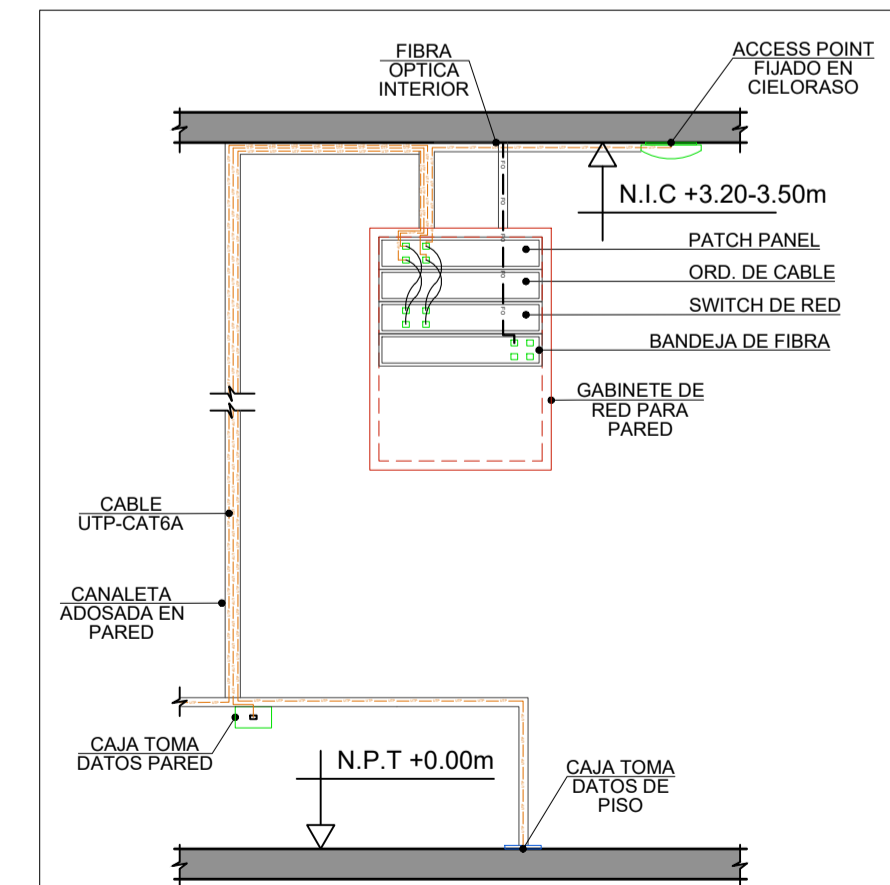 FIBRA
OPTICA
INTERIOR
ACCESS POINT
FIJADO EN
CIELORASO
N.I.C +3.20-3.50m
PATCH PANEL
ORD. DE CABLE
SWITCH DE RED
BANDEJA DE FIBRA
GABINETE DE
RED PARA
PARED
CABLE
UTP-CAT6A
CANALETA
ADOSADA EN
PARED
CAJA TOMA
DATOS PARED
N.P.T +0.00m
CAJA TOMA
DATOS DE
PISO